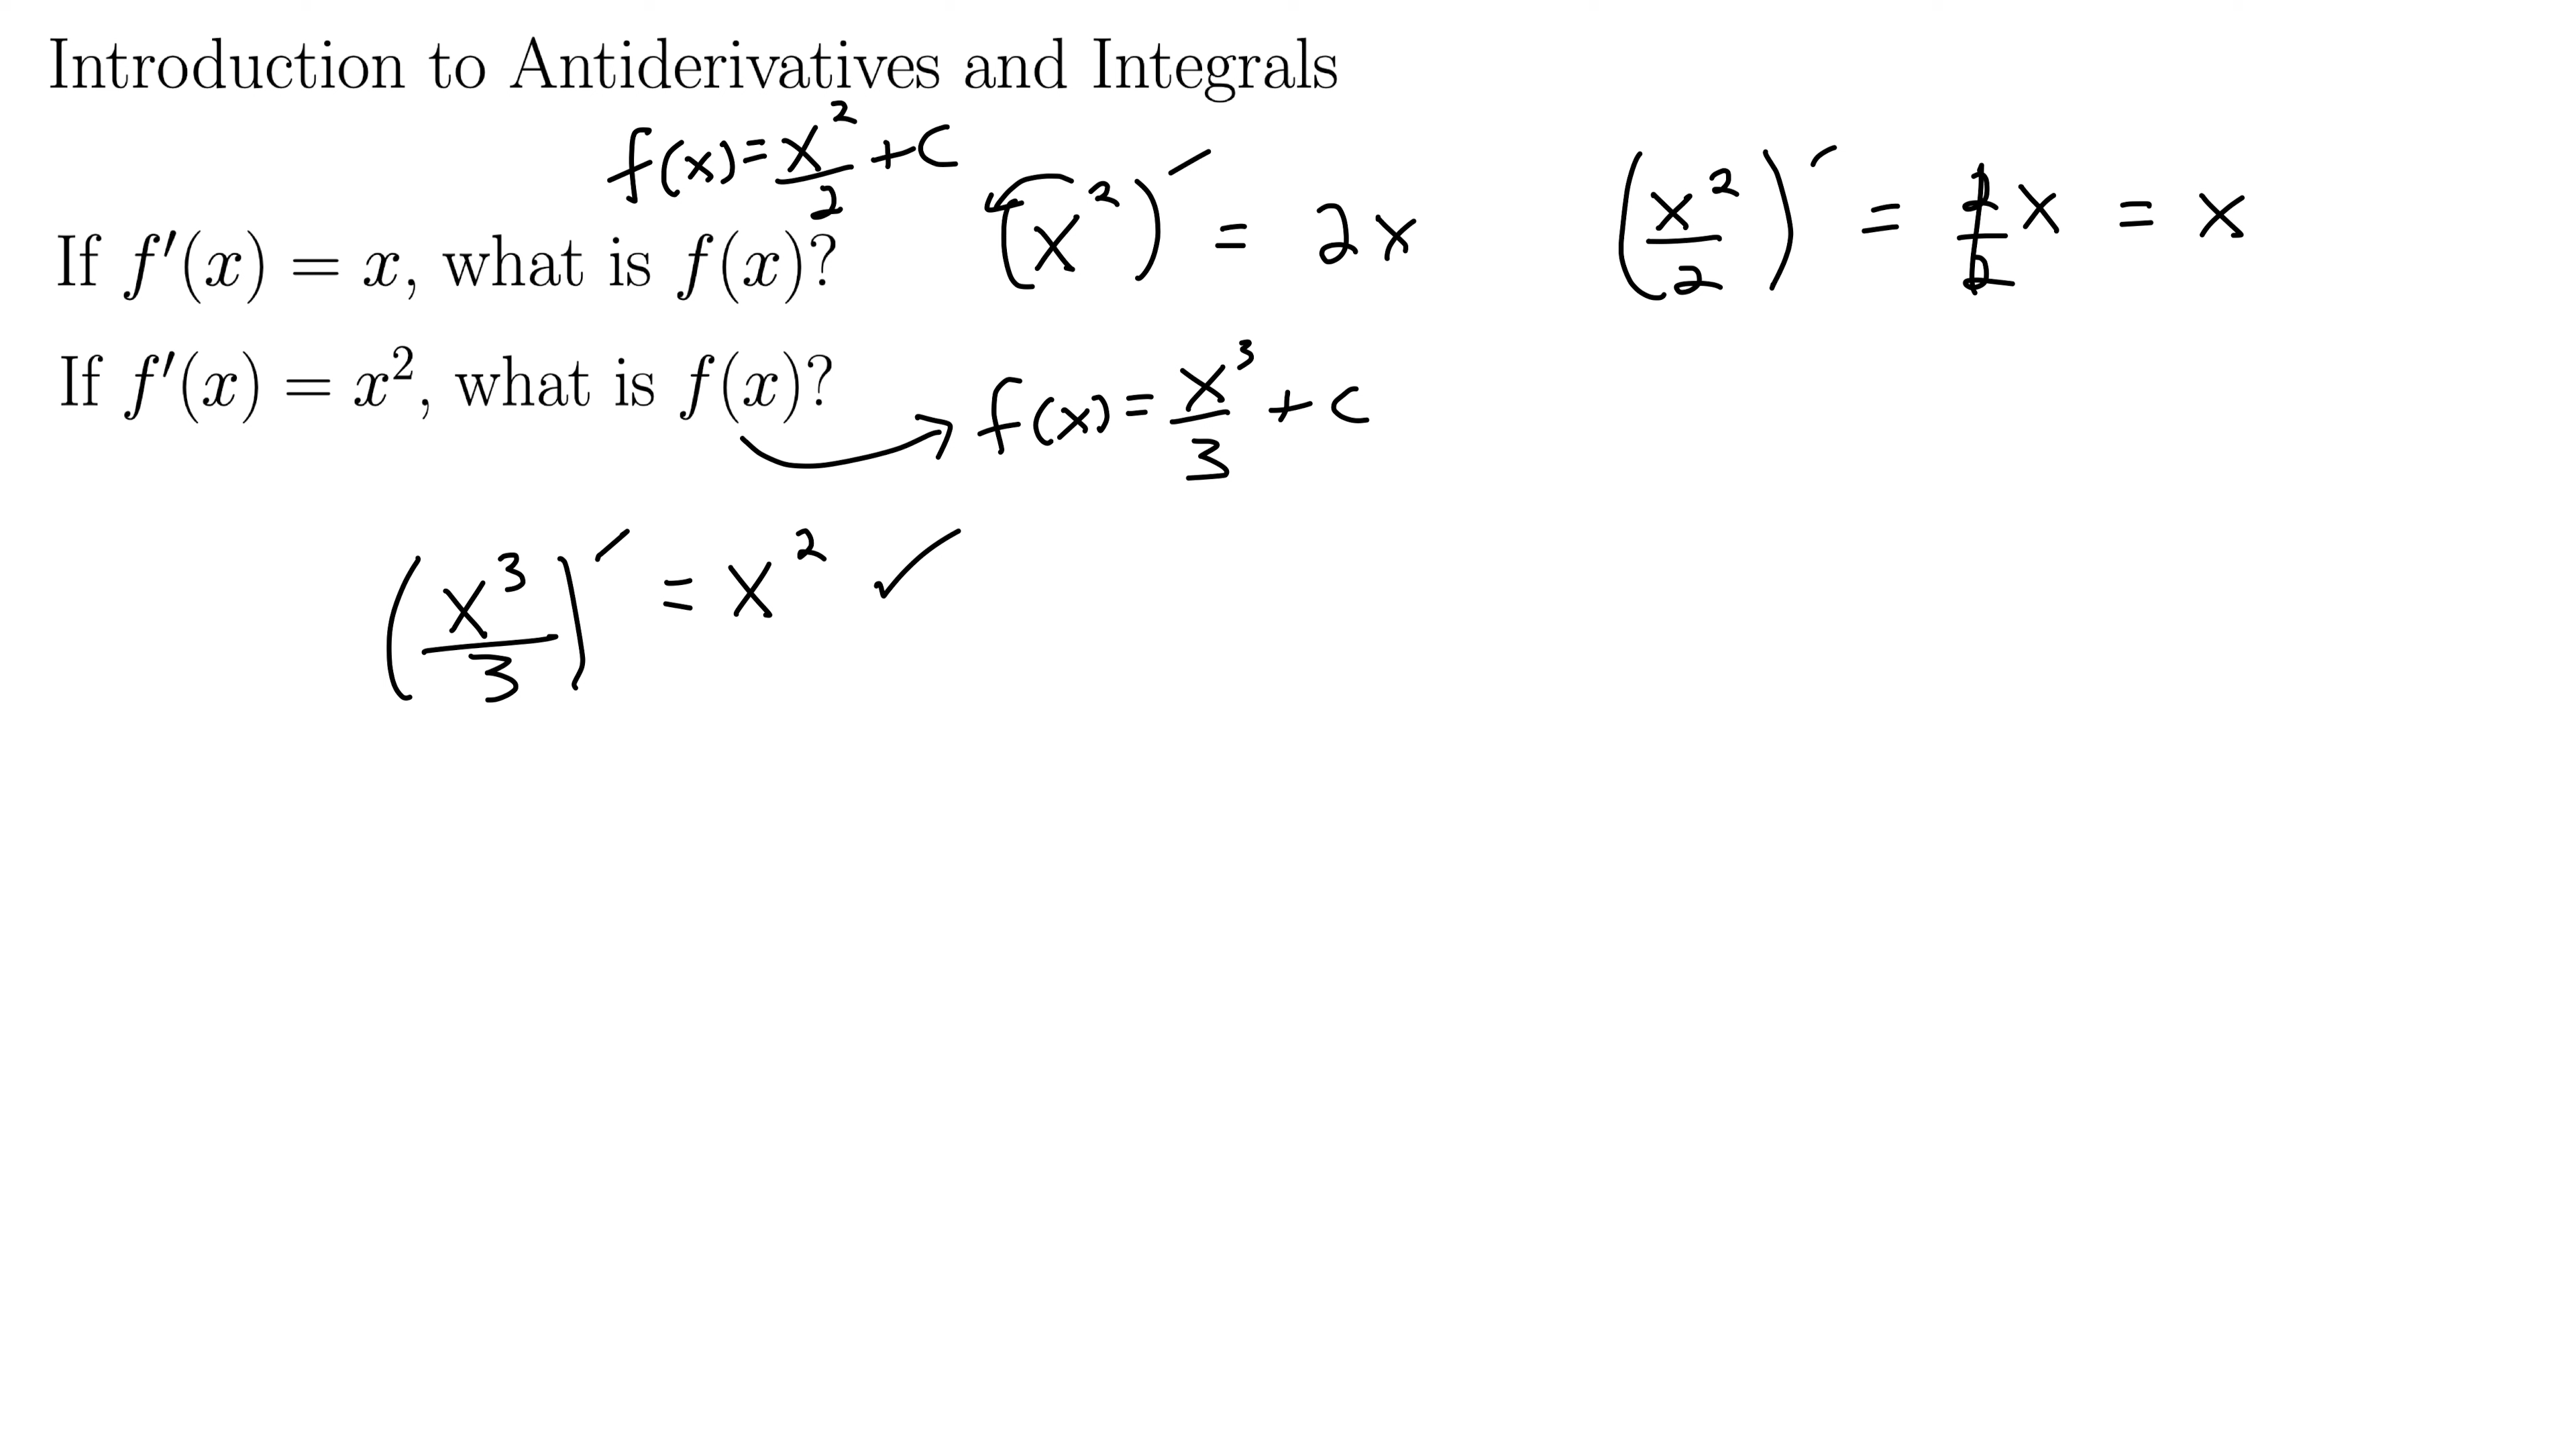 Introduction to Antiderivatives and Integrals
f(x) = x²/2 + C
If f′(x) = x, what is f(x)? (x²)′ = 2x (x²/2)′ = 2/2 x = x
If f′(x) = x², what is f(x)? f(x) = x³/3 + C
(x³/3)′ = x² ✓